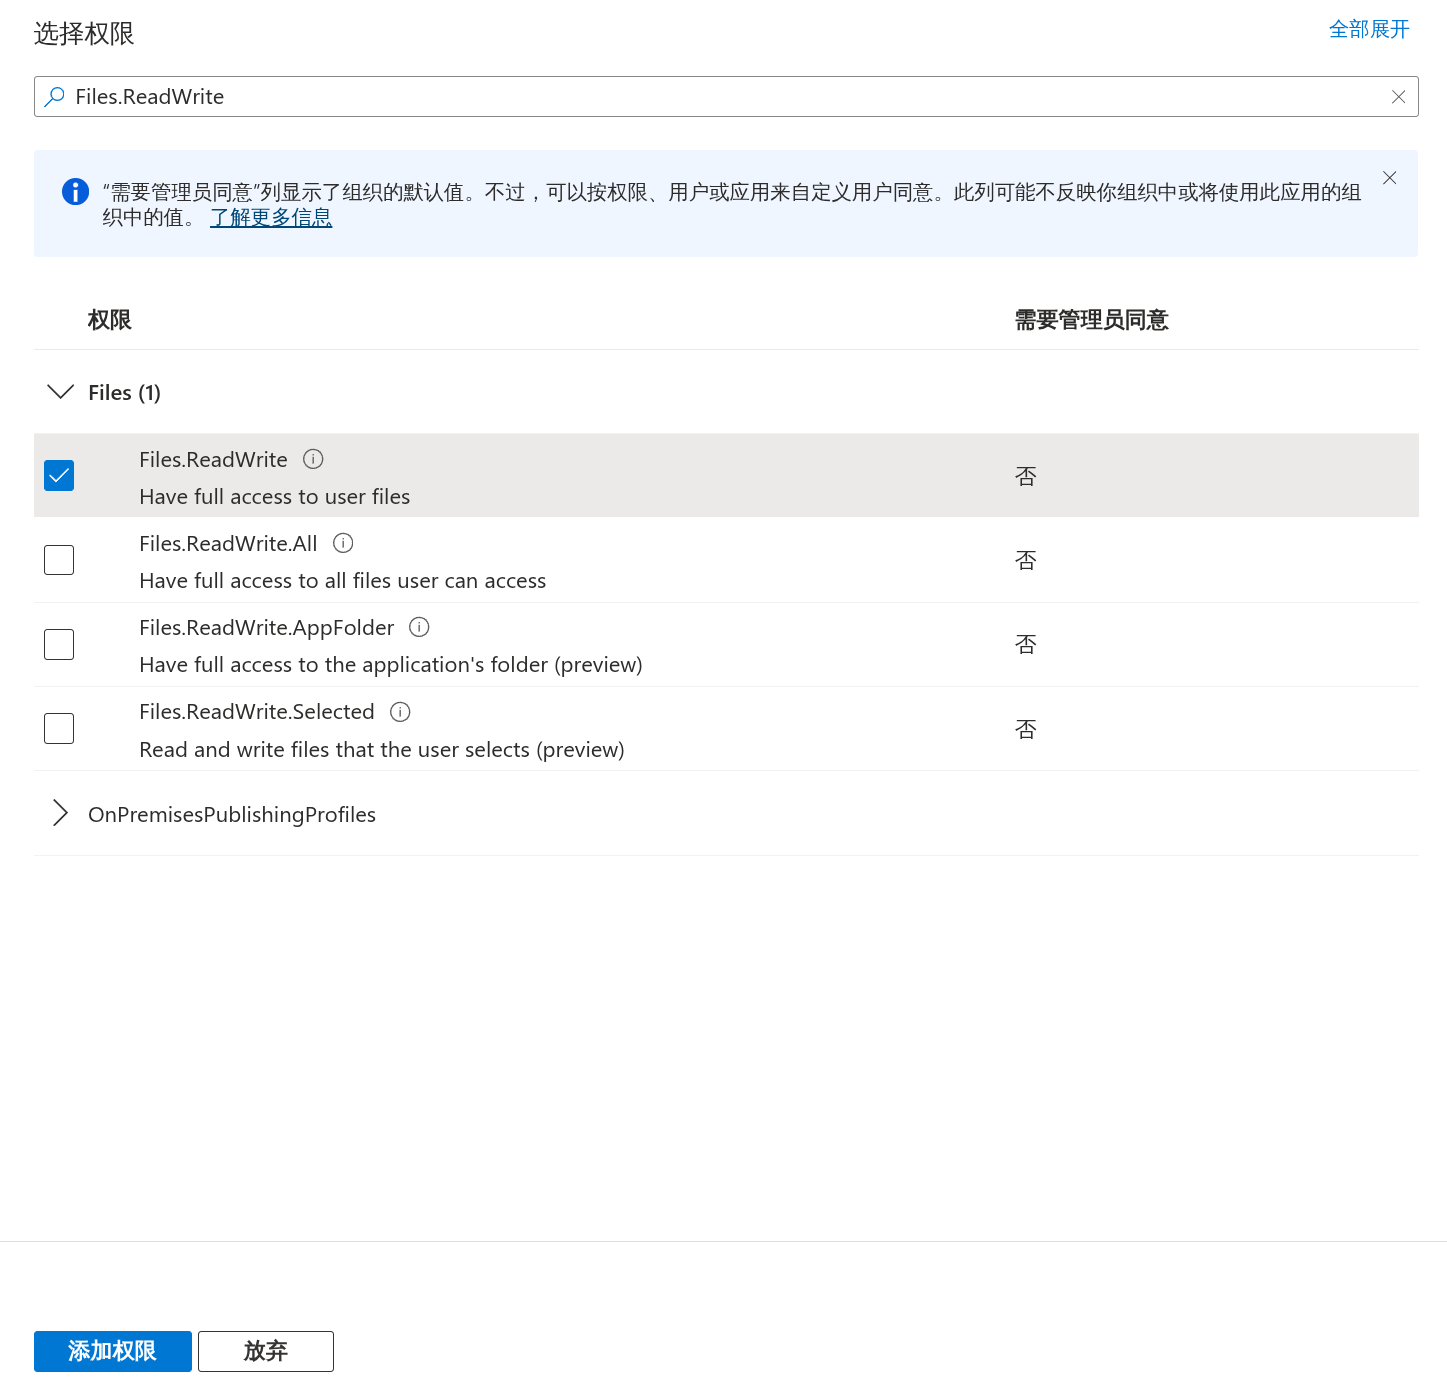 选择权限
全部展开
Files.ReadWrite
“需要管理员同意”列显示了组织的默认值。不过，可以按权限、用户或应用来自定义用户同意。此列可能不反映你组织中或将使用此应用的组
织中的值。 了解更多信息
权限 需要管理员同意
Files (1)
Files.ReadWrite
Have full access to user files
否
Files.ReadWrite.All
Have full access to all files user can access
否
Files.ReadWrite.AppFolder
Have full access to the application's folder (preview)
否
Files.ReadWrite.Selected
Read and write files that the user selects (preview)
否
OnPremisesPublishingProfiles
添加权限 放弃